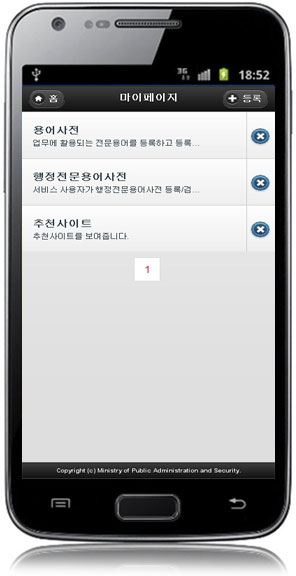 3G 18:52
홈 마이페이지 등록
용어사전
업무에 활용되는 전문용어를 등록하고 등록...
행정전문용어사전
서비스 사용자가 행정전문용어사전 등록/검...
추천사이트
추천사이트를 보여줍니다.
1
Copyright (c) Ministry of Public Administration and Security.